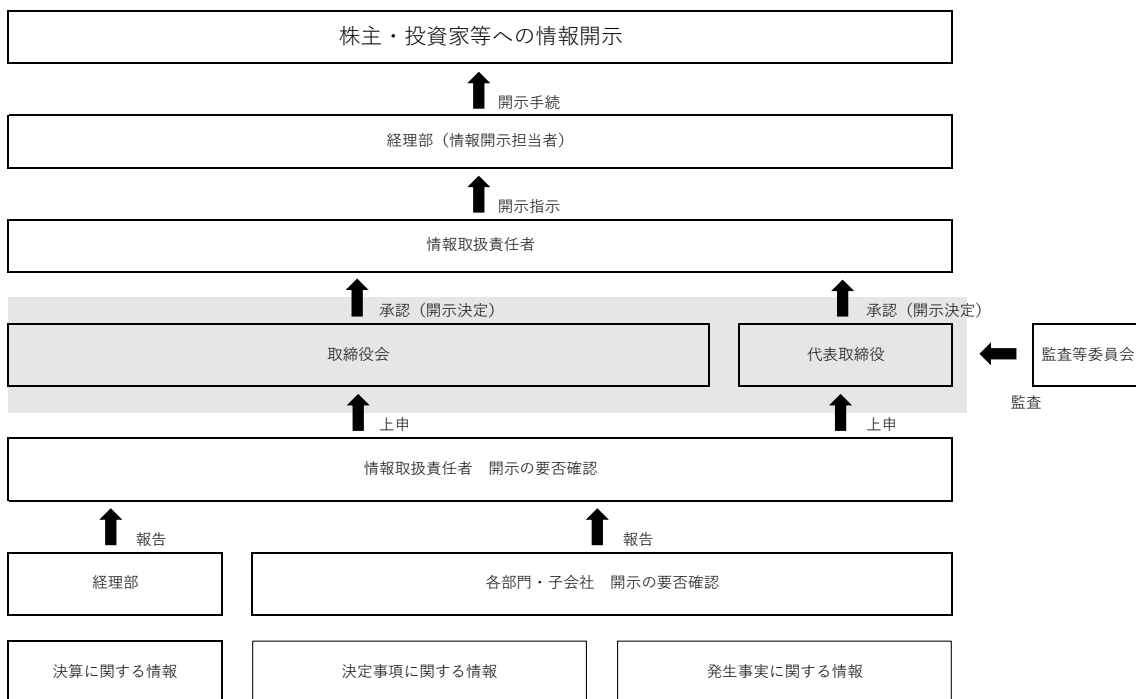 株主・投資家等への情報開示
開示手続
経理部（情報開示担当者）
開示指示
情報取扱責任者
承認（開示決定）
承認（開示決定）
取締役会
代表取締役
監査等委員会
監査
上申
上申
情報取扱責任者　開示の要否確認
報告
報告
経理部
各部門・子会社　開示の要否確認
決算に関する情報
決定事項に関する情報
発生事実に関する情報